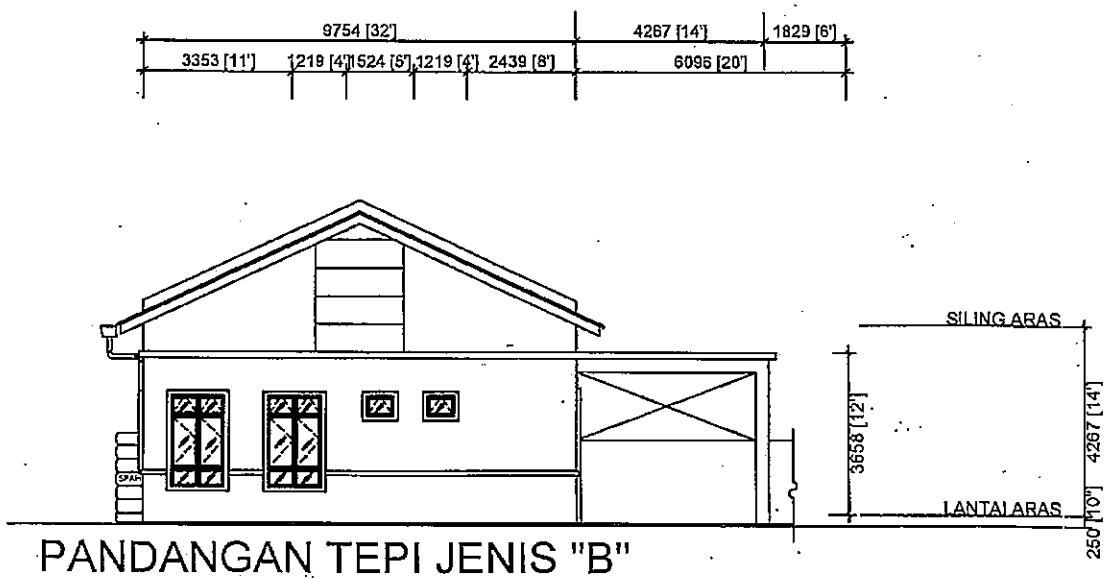 9754 [32'] 4267 [14'] 1829 [6']
3353 [11'] 1219 [4'] 1524 [5'] 1219 [4'] 2439 [8'] 6096 [20']
SILING ARAS
3658 [12']
4267 [14']
LANTAI ARAS
250 [10"]
PANDANGAN TEPI JENIS "B"